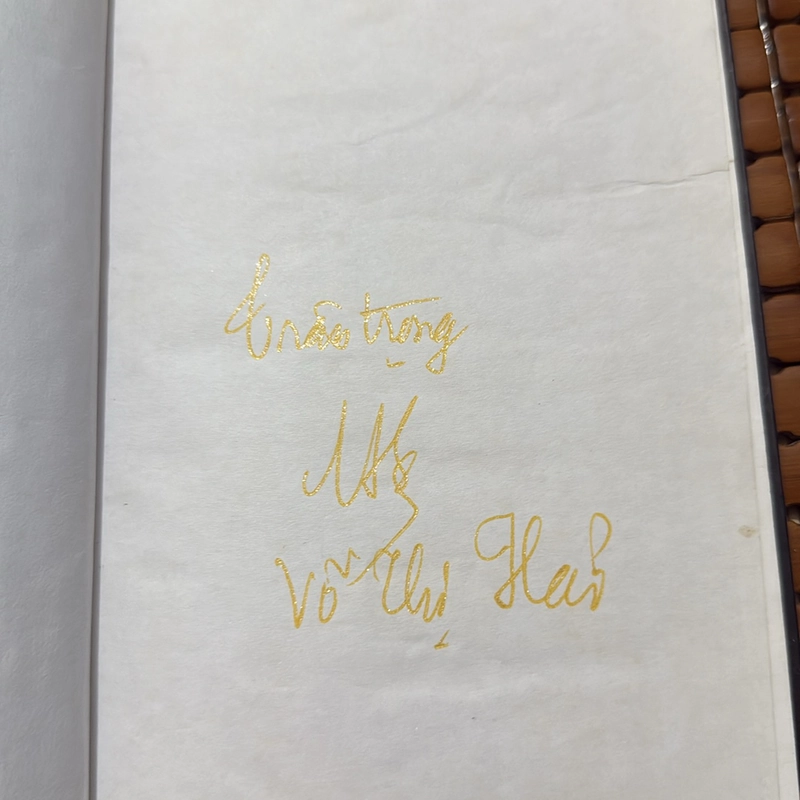 trân trọng
Võ Thị Hảo